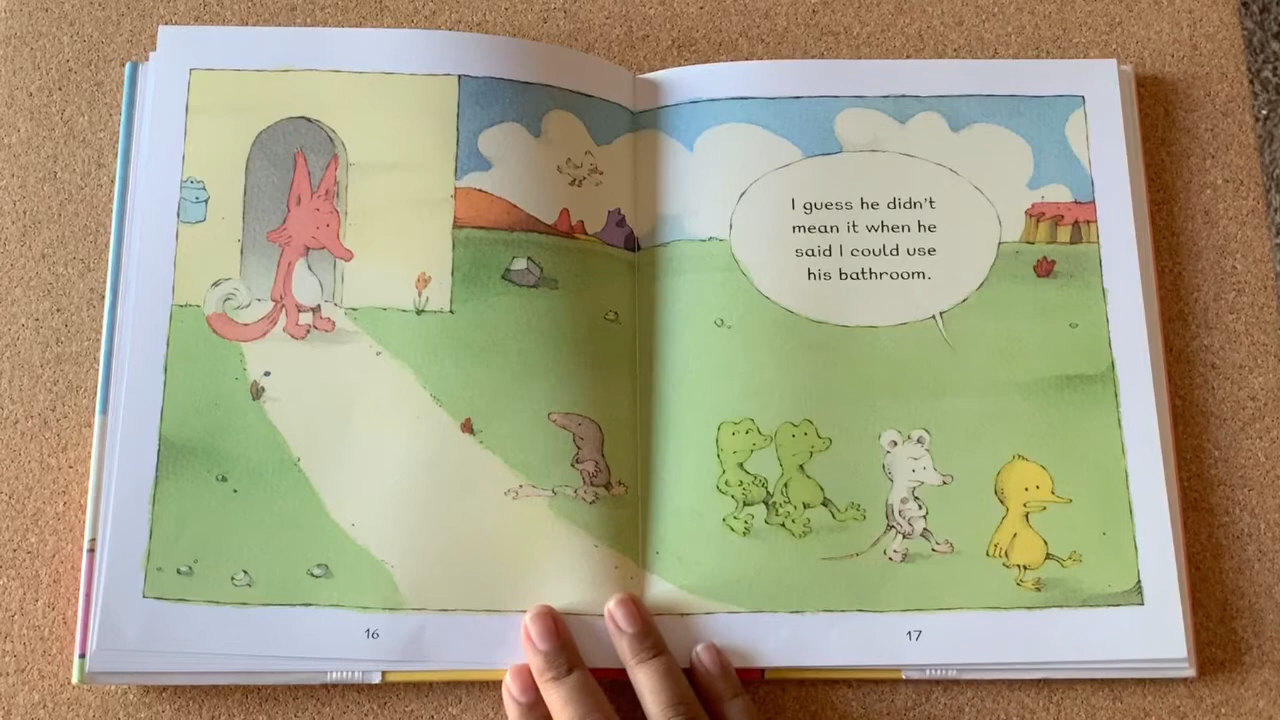 I guess he didn't
mean it when he
said I could use
his bathroom.
16
17